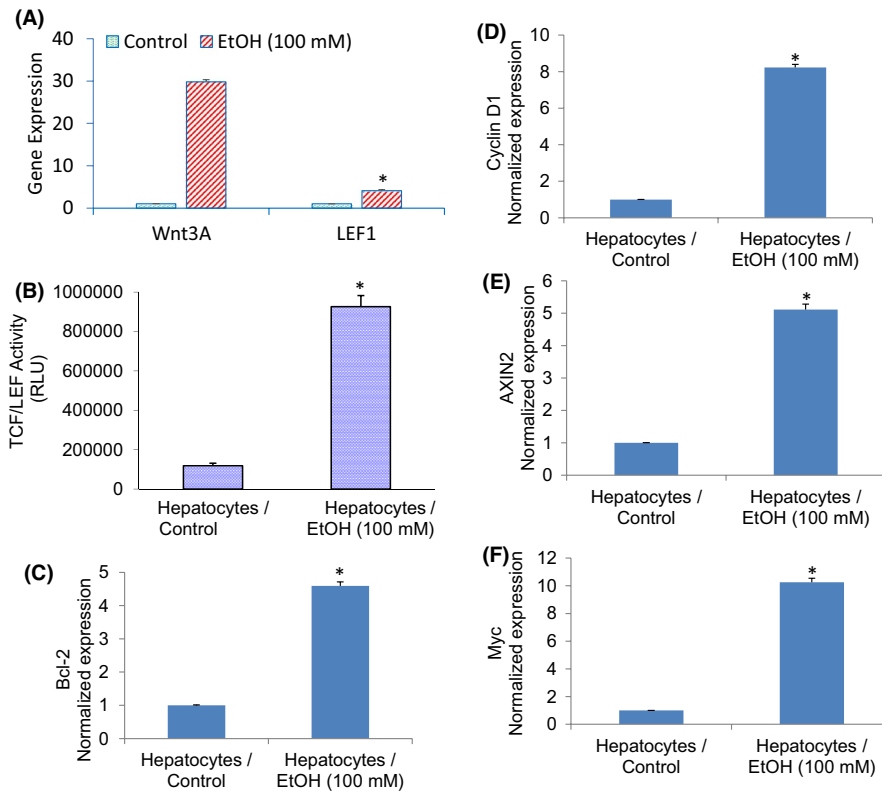 (A)
Control EtOH (100 mM)
Gene Expression
40
30
20
10
0
*
Wnt3A LEF1
(B)
TCF/LEF Activity
(RLU)
1000000
800000
600000
400000
200000
0
*
Hepatocytes / Hepatocytes /
Control EtOH (100 mM)
(C)
Bcl-2
Normalized expression
5
4
3
2
1
0
*
Hepatocytes / Hepatocytes /
Control EtOH (100 mM)
(D)
Cyclin D1
Normalized expression
10
8
6
4
2
0
*
Hepatocytes / Hepatocytes /
Control EtOH (100 mM)
(E)
AXIN2
Normalized expression
6
5
4
3
2
1
0
*
Hepatocytes / Hepatocytes /
Control EtOH (100 mM)
(F)
Myc
Normalized expression
12
10
8
6
4
2
0
*
Hepatocytes / Hepatocytes /
Control EtOH (100 mM)